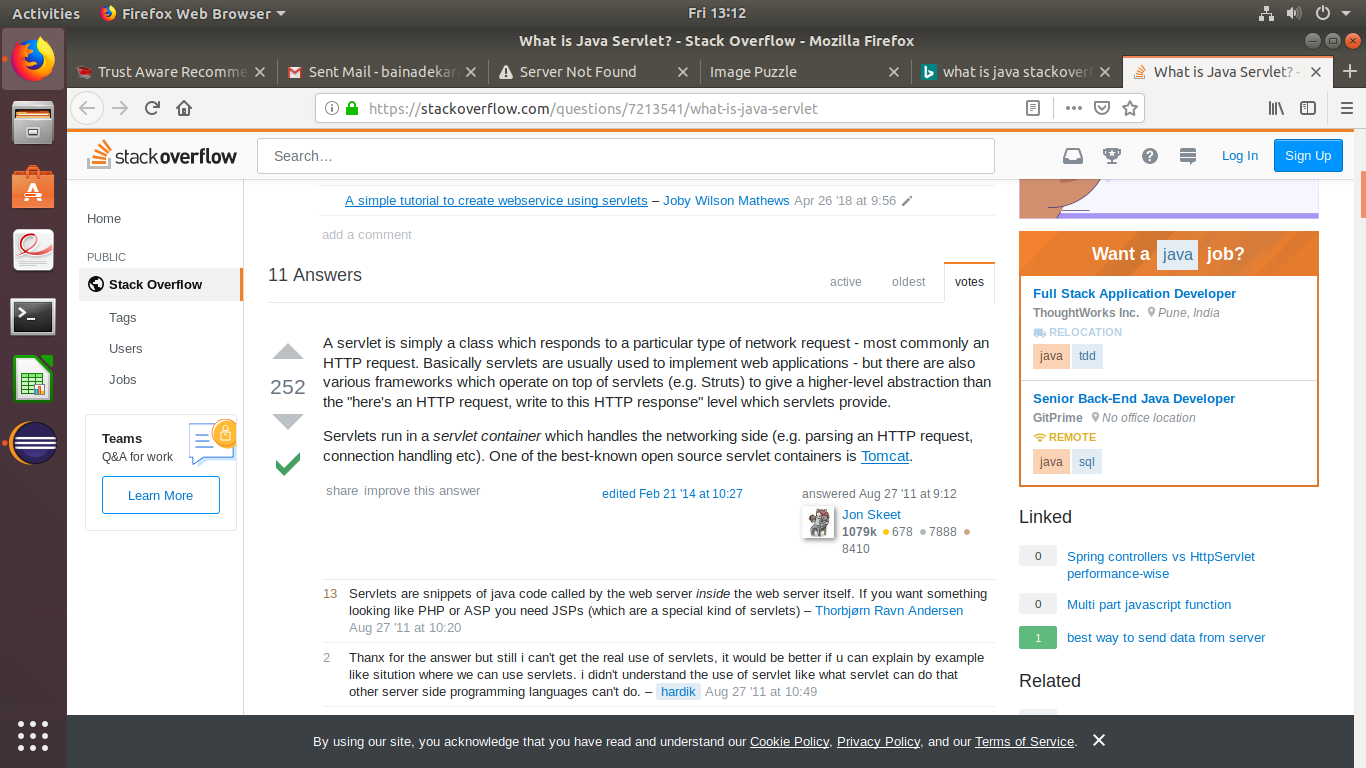 Activities
Firefox Web Browser
Fri 13:12
What is Java Servlet? - Stack Overflow - Mozilla Firefox
Trust Aware Recomme
Sent Mail - bainadekar
Server Not Found
Image Puzzle
what is java stackoverf
What is Java Servlet? -
https://stackoverflow.com/questions/7213541/what-is-java-servlet
stackoverflow
Search…
Log In
Sign Up
Home
PUBLIC
Stack Overflow
Tags
Users
Jobs
Teams
Q&A for work
Learn More
A simple tutorial to create webservice using servlets – Joby Wilson Mathews Apr 26 '18 at 9:56
add a comment
11 Answers
active
oldest
votes
252
A servlet is simply a class which responds to a particular type of network request - most commonly an
HTTP request. Basically servlets are usually used to implement web applications - but there are also
various frameworks which operate on top of servlets (e.g. Struts) to give a higher-level abstraction than
the "here's an HTTP request, write to this HTTP response" level which servlets provide.
Servlets run in a servlet container which handles the networking side (e.g. parsing an HTTP request,
connection handling etc). One of the best-known open source servlet containers is Tomcat.
share improve this answer
edited Feb 21 '14 at 10:27
answered Aug 27 '11 at 9:12
Jon Skeet
1079k 678 7888
8410
13 Servlets are snippets of java code called by the web server inside the web server itself. If you want something
looking like PHP or ASP you need JSPs (which are a special kind of servlets) – Thorbjørn Ravn Andersen
Aug 27 '11 at 10:20
2 Thanx for the answer but still i can't get the real use of servlets, it would be better if u can explain by example
like sitution where we can use servlets. i didn't understand the use of servlet like what servlet can do that
other server side programming languages can't do. – hardik Aug 27 '11 at 10:49
Want a java job?
Full Stack Application Developer
ThoughtWorks Inc. Pune, India
RELOCATION
java tdd
Senior Back-End Java Developer
GitPrime No office location
REMOTE
java sql
Linked
0 Spring controllers vs HttpServlet
performance-wise
0 Multi part javascript function
1 best way to send data from server
Related
By using our site, you acknowledge that you have read and understand our Cookie Policy, Privacy Policy, and our Terms of Service.